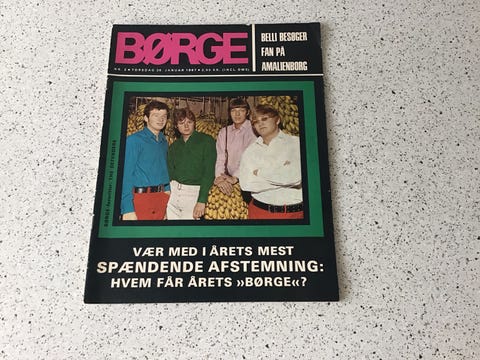 BØRGE
BELLI BESØGER
FAN PÅ
AMALIENBORG
VÆR MED I ÅRETS MEST
SPÆNDENDE AFSTEMNING:
HVEM FÅR ÅRETS »BØRGE«?